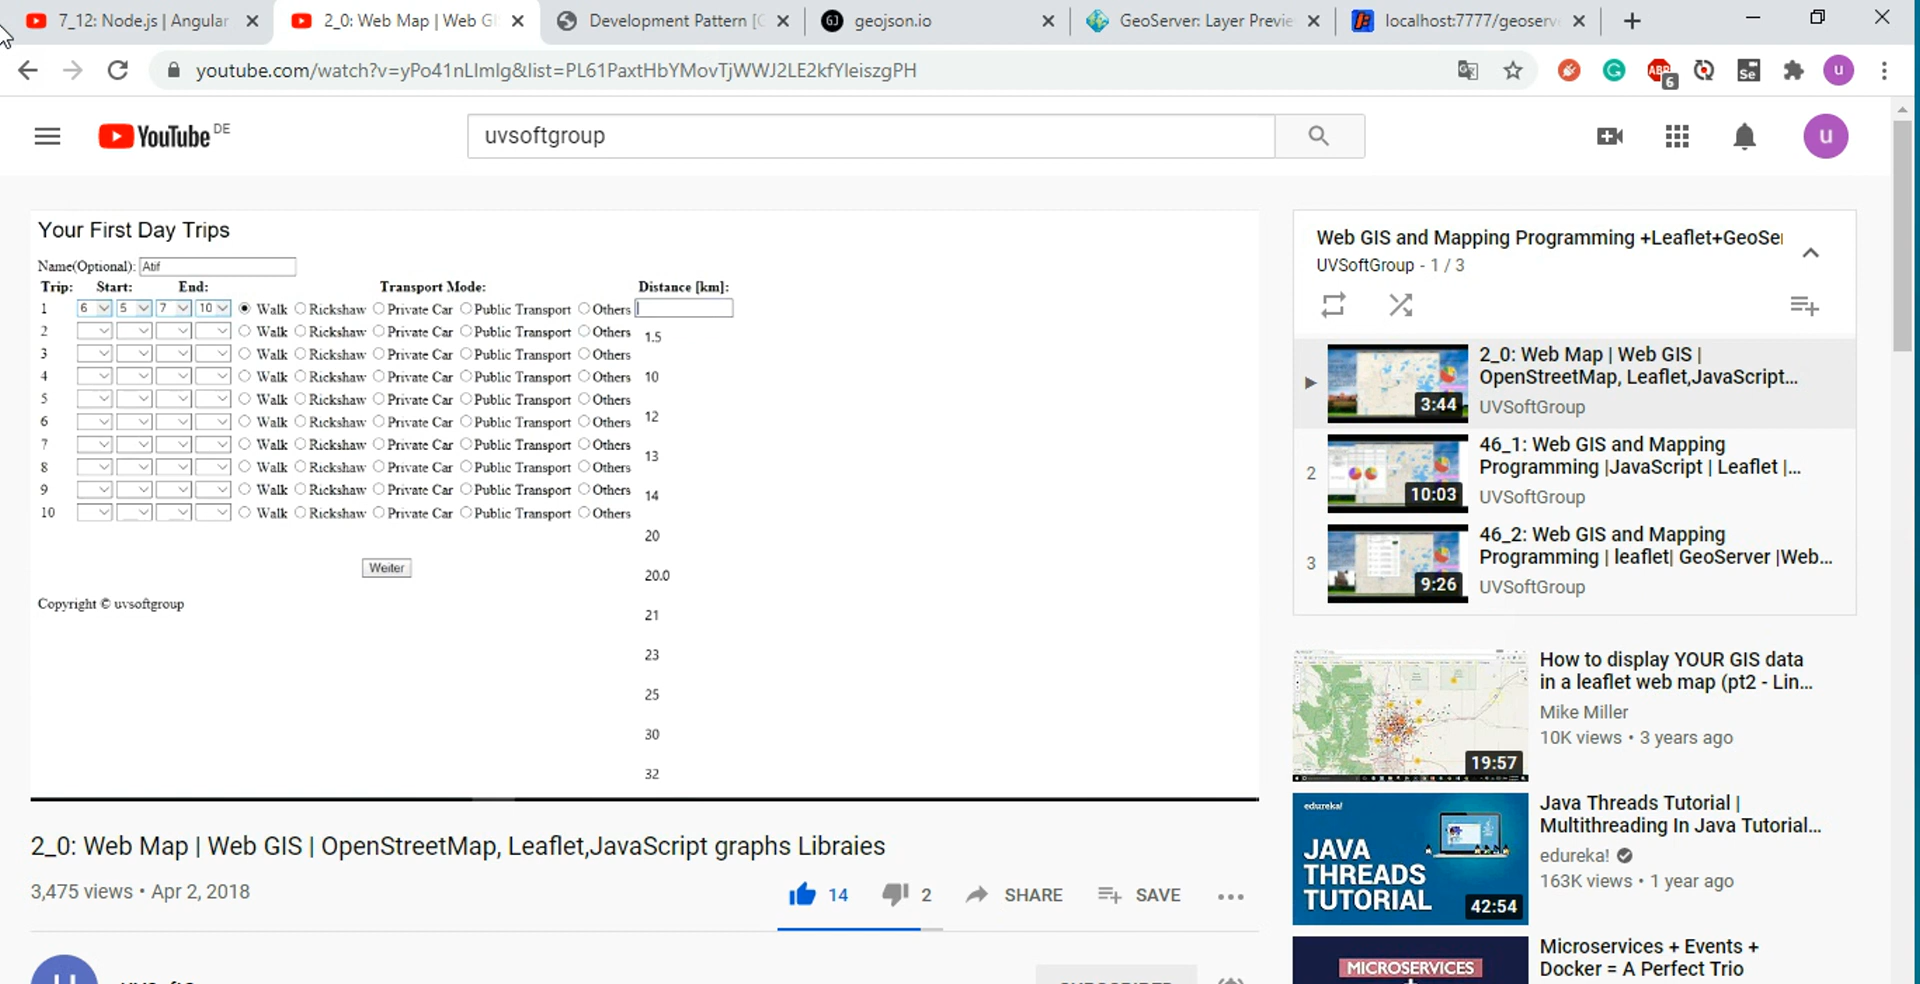 7_12: Node.js | Angular
2_0: Web Map | Web GI
Development Pattern [G
geojson.io
GeoServer: Layer Previe
localhost:7777/geoserve
youtube.com/watch?v=yPo41nLImIg&list=PL61PaxtHbYMovTjWWJ2LE2kfYIeiszgPH
ABP 6
Se
u
YouTube DE
uvsoftgroup
u
Your First Day Trips
Name(Optional): Atif
Trip: Start: End: Transport Mode: Distance [km]:
1 6 5 7 10 Walk Rickshaw Private Car Public Transport Others
2 Walk Rickshaw Private Car Public Transport Others
3 Walk Rickshaw Private Car Public Transport Others
4 Walk Rickshaw Private Car Public Transport Others
5 Walk Rickshaw Private Car Public Transport Others
6 Walk Rickshaw Private Car Public Transport Others
7 Walk Rickshaw Private Car Public Transport Others
8 Walk Rickshaw Private Car Public Transport Others
9 Walk Rickshaw Private Car Public Transport Others
10 Walk Rickshaw Private Car Public Transport Others
1.5
10
12
13
14
20
20.0
21
23
25
30
32
Weiter
Copyright © uvsoftgroup
2_0: Web Map | Web GIS | OpenStreetMap, Leaflet,JavaScript graphs Libraies
3,475 views • Apr 2, 2018
14 2 SHARE SAVE
Web GIS and Mapping Programming +Leaflet+GeoSer
UVSoftGroup - 1 / 3
2_0: Web Map | Web GIS |
OpenStreetMap, Leaflet,JavaScript...
UVSoftGroup
3:44
2
46_1: Web GIS and Mapping
Programming |JavaScript | Leaflet |...
UVSoftGroup
10:03
3
46_2: Web GIS and Mapping
Programming | leaflet| GeoServer |Web...
UVSoftGroup
9:26
How to display YOUR GIS data
in a leaflet web map (pt2 - Lin...
Mike Miller
10K views • 3 years ago
19:57
edureka!
JAVA
THREADS
TUTORIAL
42:54
Java Threads Tutorial |
Multithreading In Java Tutorial...
edureka!
163K views • 1 year ago
MICROSERVICES
Microservices + Events +
Docker = A Perfect Trio